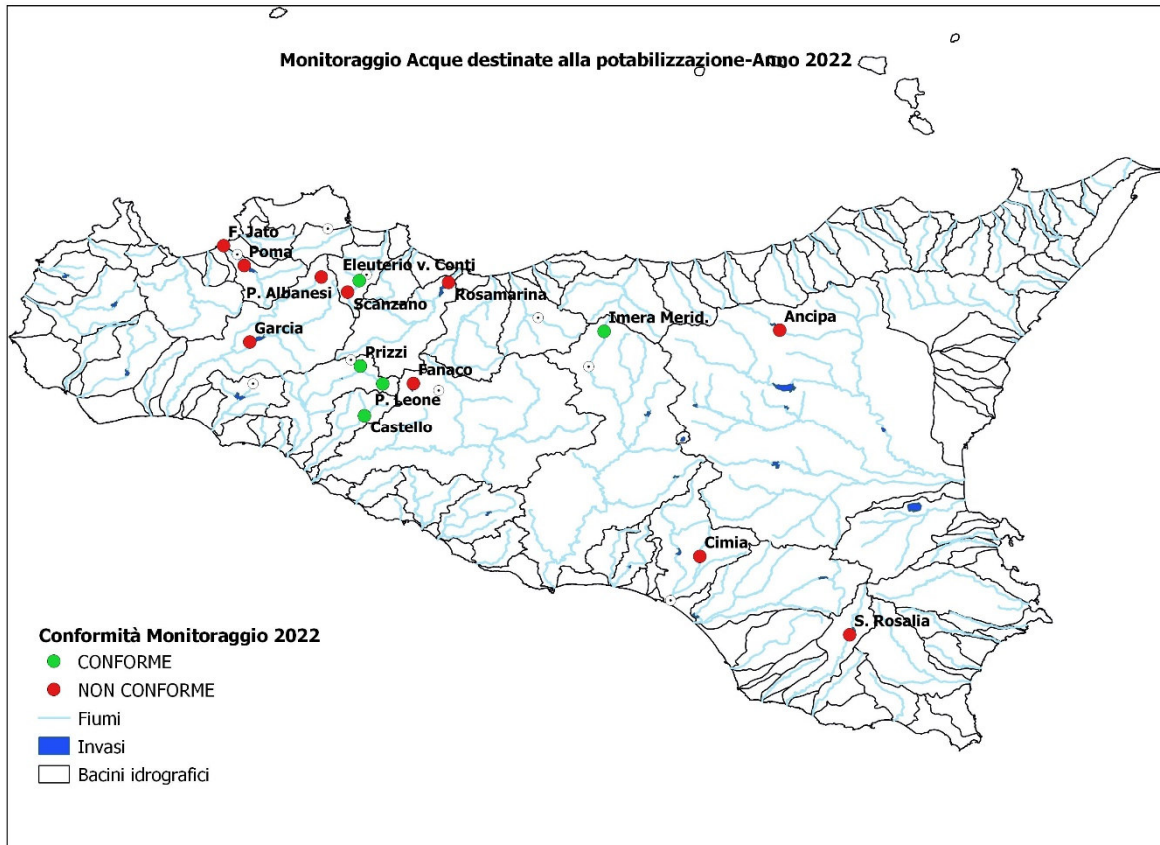 Monitoraggio Acque destinate alla potabilizzazione-Anno 2022
F. Jato
Poma
Eleuterio v. Conti
P. Albanesi
Scanzano
Rosamarina
Imera Merid.
Ancipa
Garcia
Prizzi
Fanaco
P. Leone
Castello
Cimia
S. Rosalia
Conformità Monitoraggio 2022
CONFORME
NON CONFORME
Fiumi
Invasi
Bacini idrografici